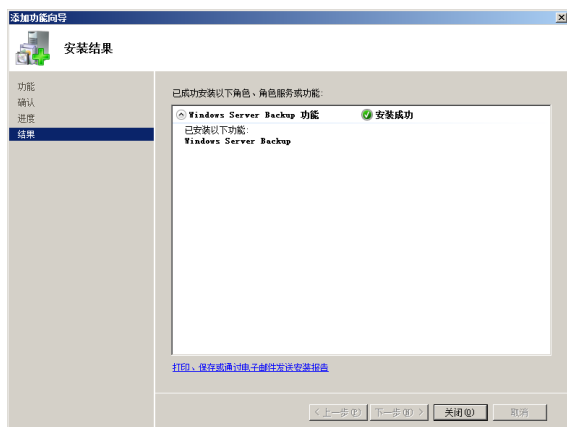 添加功能向导
安装结果
功能
确认
进度
结果
已成功安装以下角色、角色服务或功能:
Windows Server Backup 功能 安装成功
已安装以下功能:
Windows Server Backup
打印、保存或通过电子邮件发送安装报告
< 上一步(P) 下一步(N) > 关闭(O) 取消